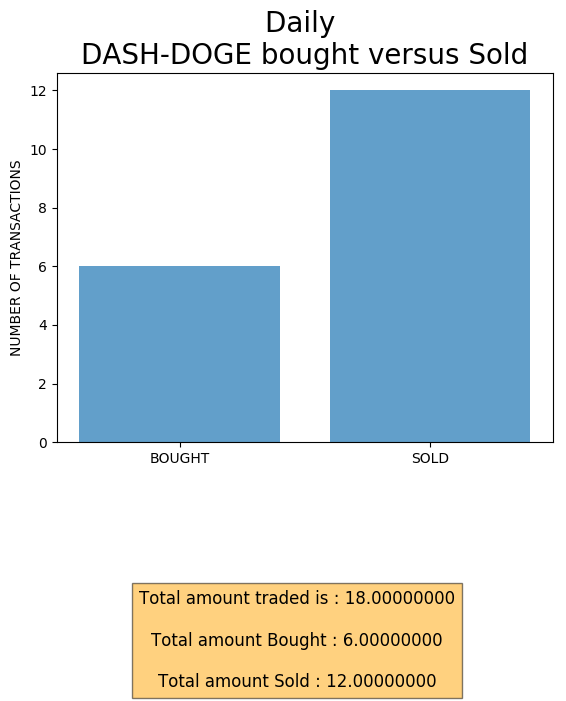 Daily
DASH-DOGE bought versus Sold
12
10
8
6
4
2
0
NUMBER OF TRANSACTIONS
BOUGHT
SOLD
Total amount traded is : 18.00000000
Total amount Bought : 6.00000000
Total amount Sold : 12.00000000